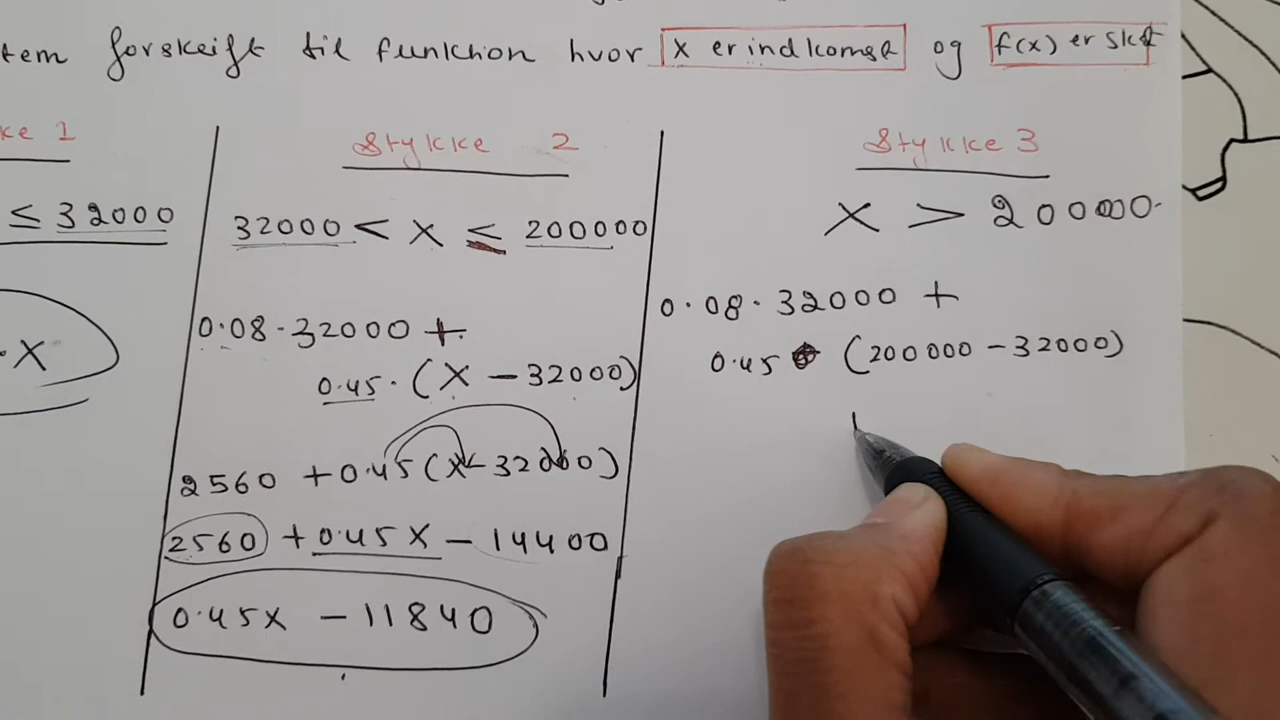 tem forskrift til funktion hvor x er indkomst og f(x) er skat
ke 1
≤ 32000
.X
Stykke 2
32000 < X ≤ 200000
0.08.32000 +
0.45.(X - 32000)
2560 + 0.45(X - 32000)
2560 + 0.45X - 14400
0.45X - 11840
Stykke 3
X > 200000.
0.08.32000 +
0.45 (200000 - 32000)